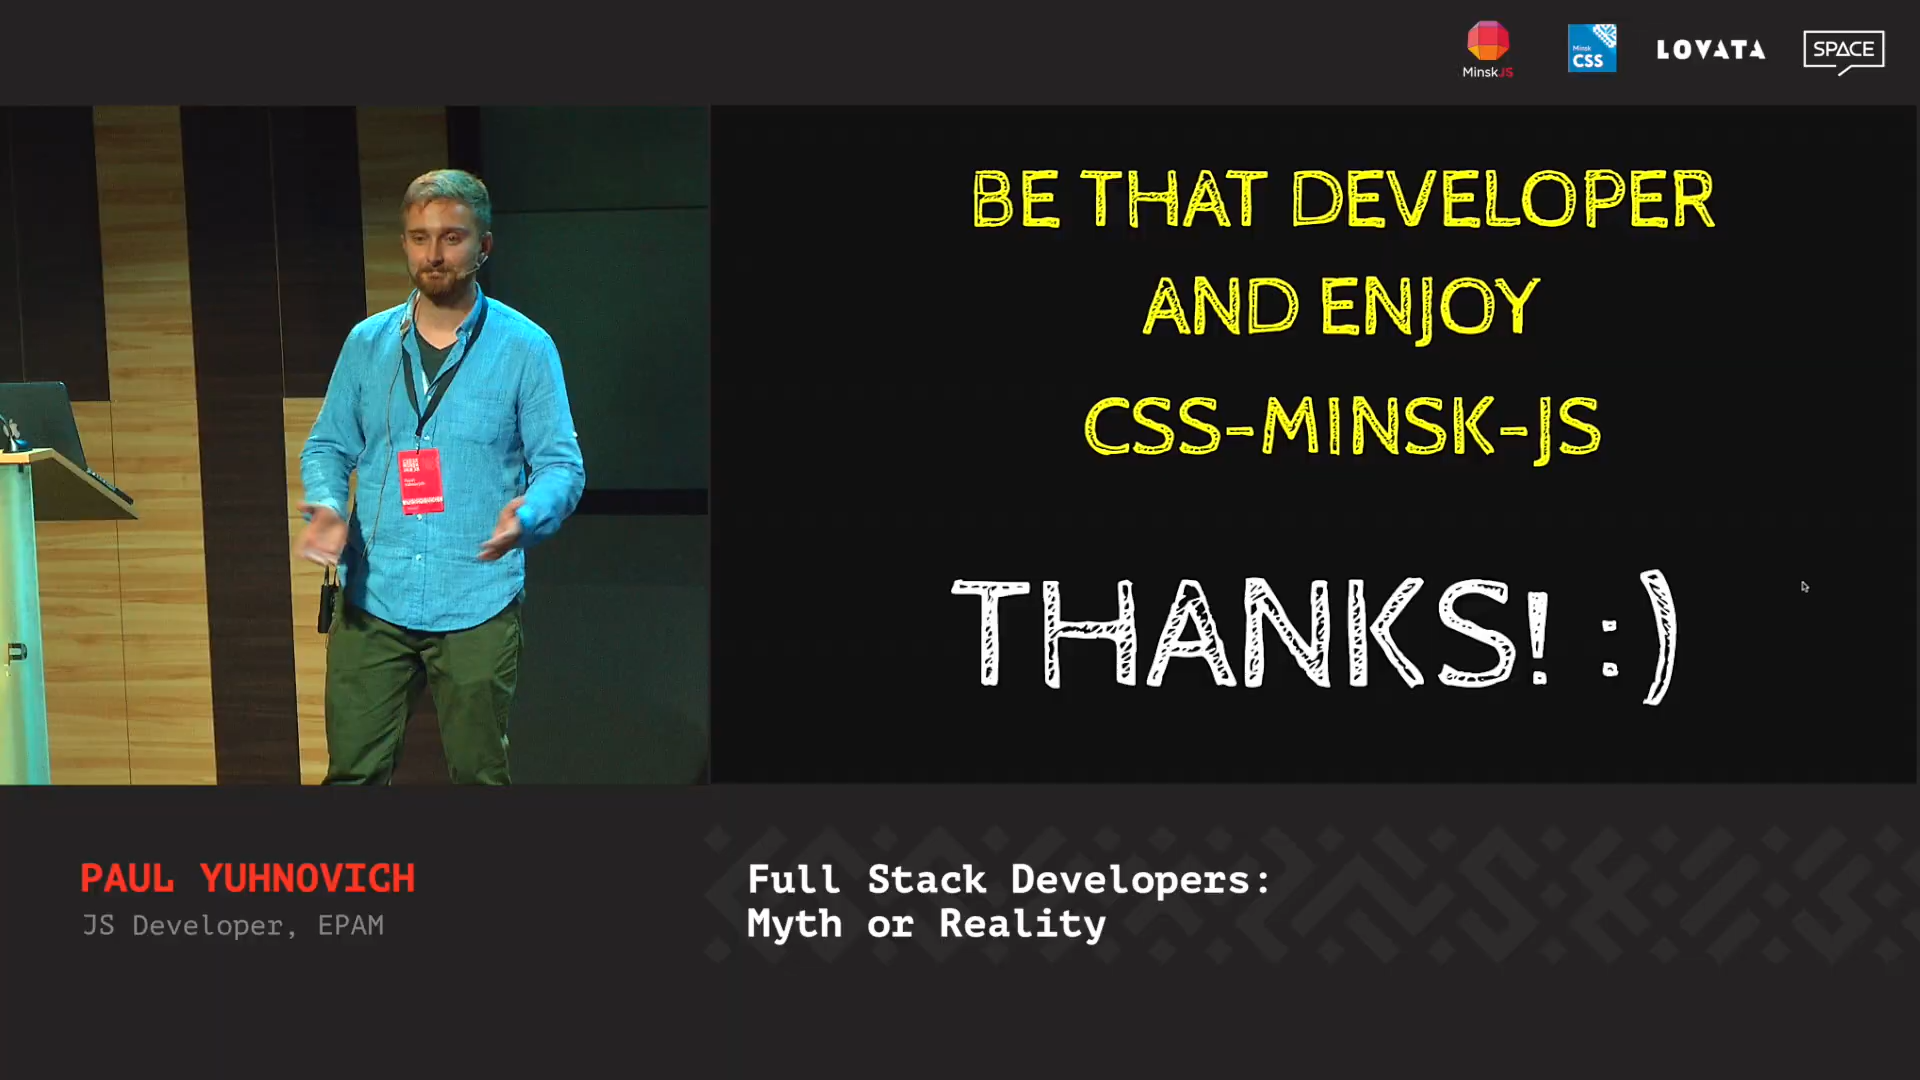 MinskJS
Minsk
CSS
LOVATA
SPACE
BE THAT DEVELOPER
AND ENJOY
CSS-MINSK-JS
THANKS! :)
PAUL YUHNOVICH
JS Developer, EPAM
Full Stack Developers:
Myth or Reality